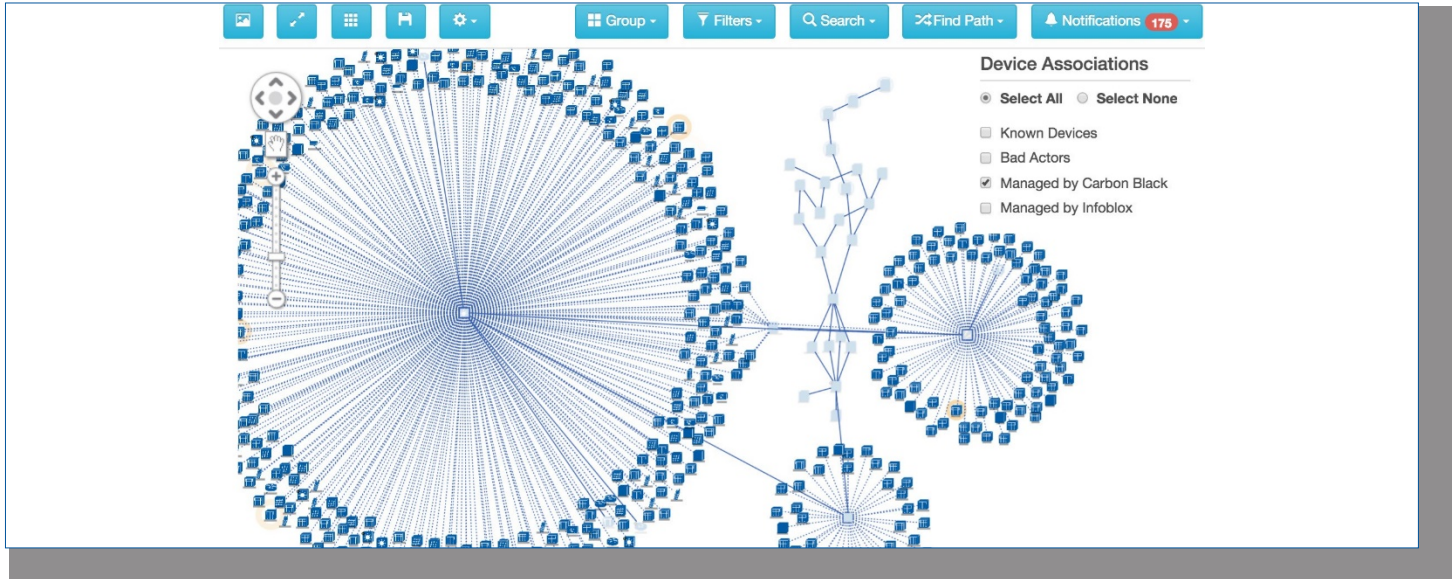 Group
Filters
Search
Find Path
Notifications 175
Device Associations
Select All Select None
Known Devices
Bad Actors
Managed by Carbon Black
Managed by Infoblox